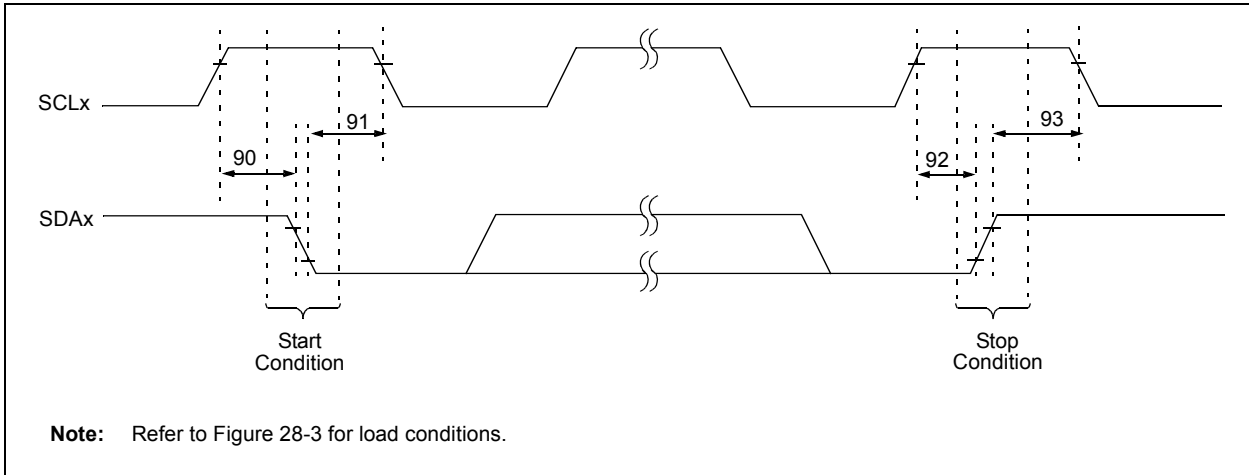 SCLx
91
93
90
92
SDAx
Start
Condition
Stop
Condition
Note: Refer to Figure 28-3 for load conditions.